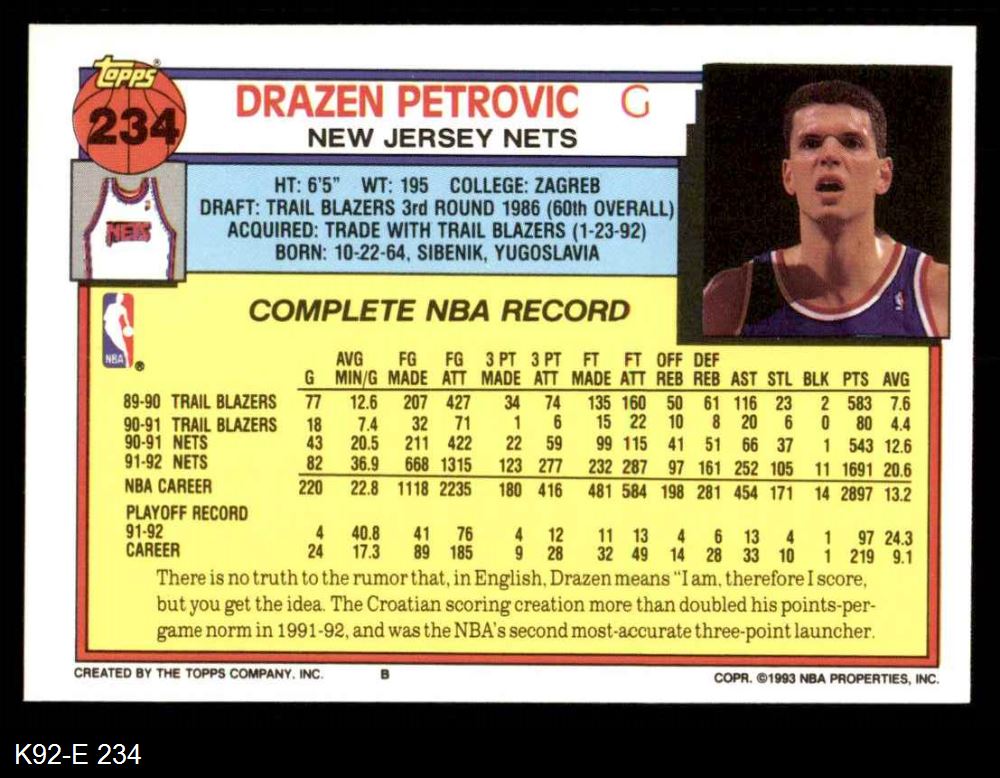 Topps®
234
DRAZEN PETROVIC G
NEW JERSEY NETS
NETS
HT: 6'5" WT: 195 COLLEGE: ZAGREB
DRAFT: TRAIL BLAZERS 3rd ROUND 1986 (60th OVERALL)
ACQUIRED: TRADE WITH TRAIL BLAZERS (1-23-92)
BORN: 10-22-64, SIBENIK, YUGOSLAVIA
NBA ®
COMPLETE NBA RECORD
AVG FG FG 3 PT 3 PT FT FT OFF DEF
G MIN/G MADE ATT MADE ATT MADE ATT REB REB AST STL BLK PTS AVG
89-90 TRAIL BLAZERS 77 12.6 207 427 34 74 135 160 50 61 116 23 2 583 7.6
90-91 TRAIL BLAZERS 18 7.4 32 71 1 6 15 22 10 8 20 6 0 80 4.4
90-91 NETS 43 20.5 211 422 22 59 99 115 41 51 66 37 1 543 12.6
91-92 NETS 82 36.9 668 1315 123 277 232 287 97 161 252 105 11 1691 20.6
NBA CAREER 220 22.8 1118 2235 180 416 481 584 198 281 454 171 14 2897 13.2
PLAYOFF RECORD
91-92 4 40.8 41 76 4 12 11 13 4 6 13 4 1 97 24.3
CAREER 24 17.3 89 185 9 28 32 49 14 28 33 10 1 219 9.1
There is no truth to the rumor that, in English, Drazen means "I am, therefore I score,
but you get the idea. The Croatian scoring creation more than doubled his points-per-
game norm in 1991-92, and was the NBA's second most-accurate three-point launcher.
CREATED BY THE TOPPS COMPANY, INC. B COPR. ©1993 NBA PROPERTIES, INC.
K92-E 234